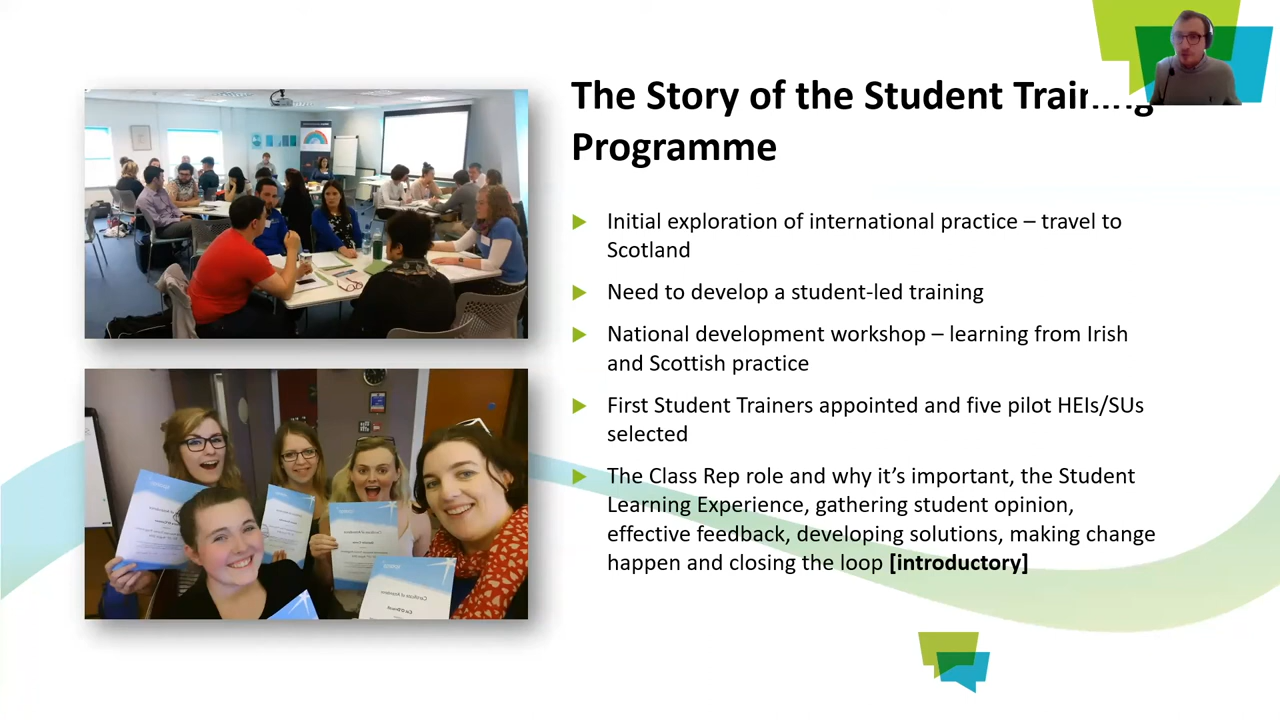 The Story of the Student Training
Programme
Initial exploration of international practice – travel to
Scotland
Need to develop a student-led training
National development workshop – learning from Irish
and Scottish practice
First Student Trainers appointed and five pilot HEIs/SUs
selected
The Class Rep role and why it’s important, the Student
Learning Experience, gathering student opinion,
effective feedback, developing solutions, making change
happen and closing the loop [introductory]